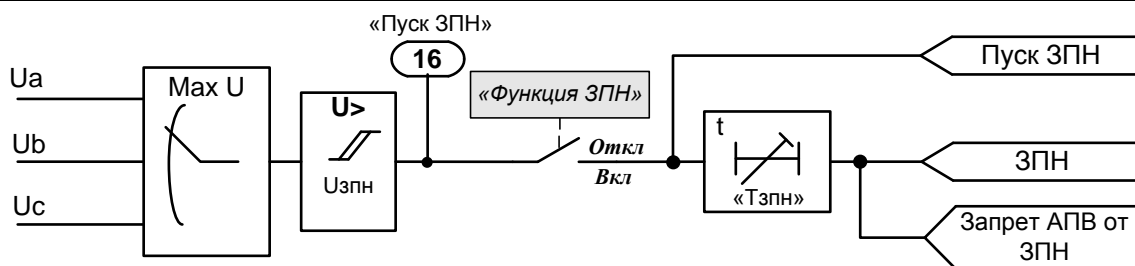 «Пуск ЗПН»
16
Пуск ЗПН
Ua
Max U
U>
«Функция ЗПН»
t
Ub
Uзпн
Откл
Вкл
ЗПН
«Тзпн»
Uc
Запрет АПВ от
ЗПН